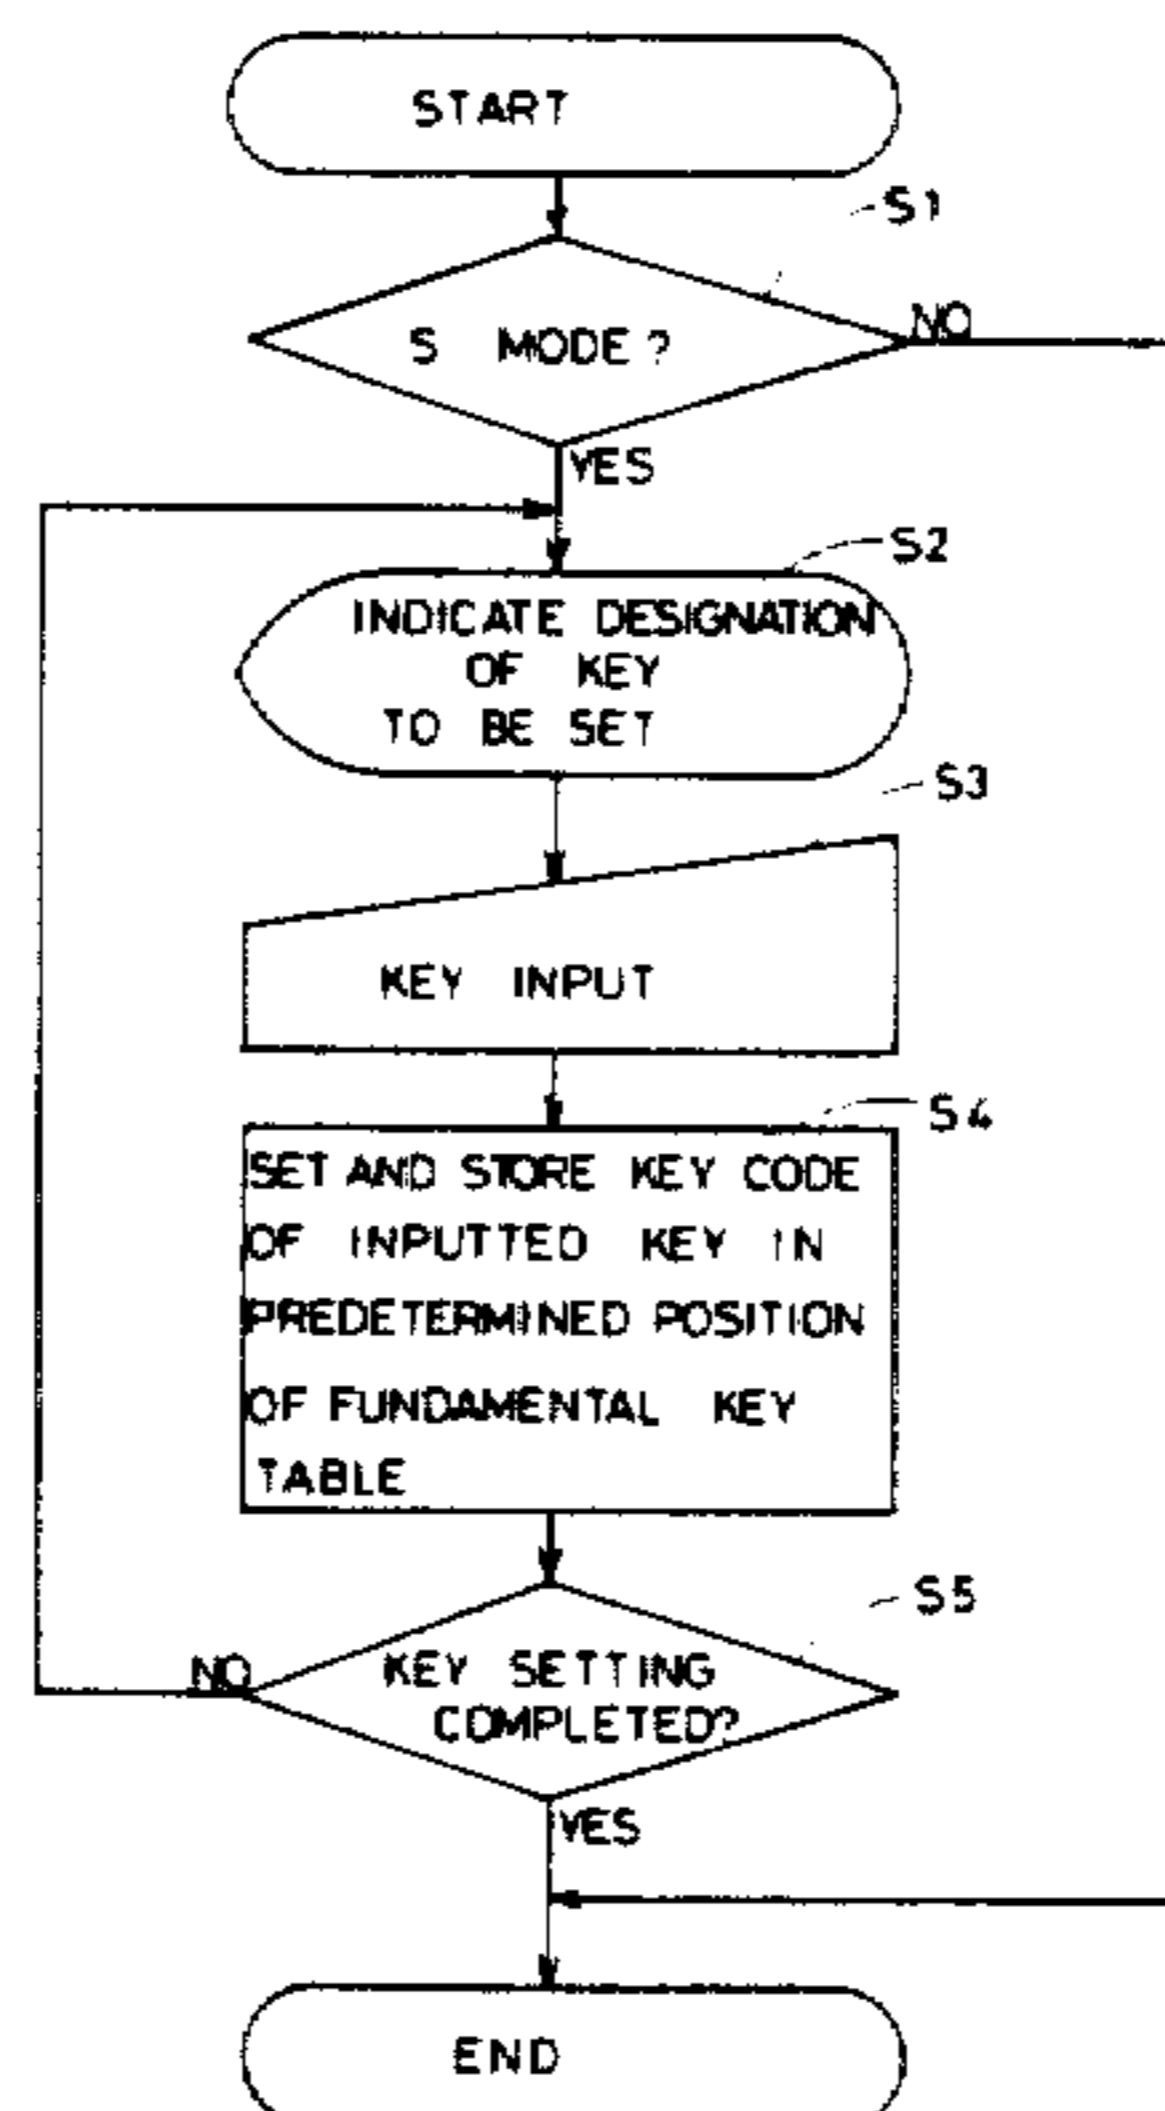 START
S1
S MODE?
NO
YES
S2
INDICATE DESIGNATION
OF KEY
TO BE SET
S3
KEY INPUT
S4
SET AND STORE KEY CODE
OF INPUTTED KEY IN
PREDETERMINED POSITION
OF FUNDAMENTAL KEY
TABLE
S5
NO
KEY SETTING
COMPLETED?
YES
END